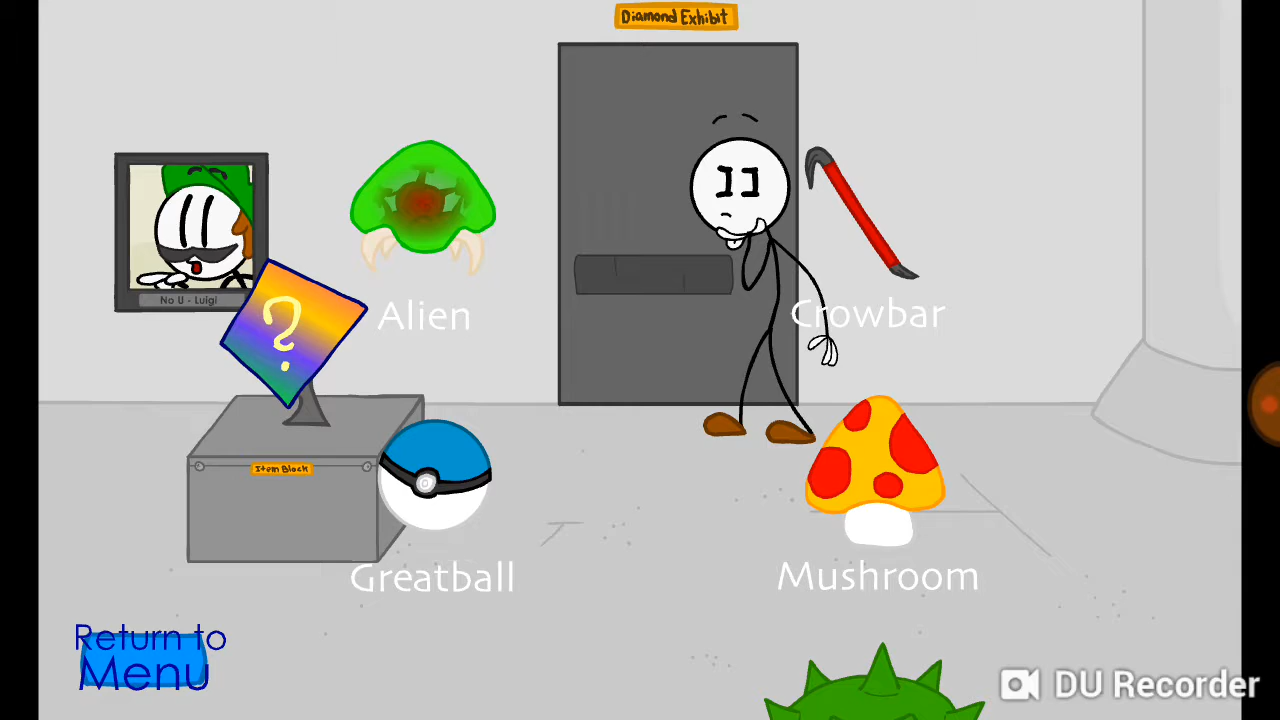 Diamond Exhibit
No U - Luigi
?
Alien
Crowbar
Item Block
Greatball
Mushroom
Return to
Menu
DU Recorder